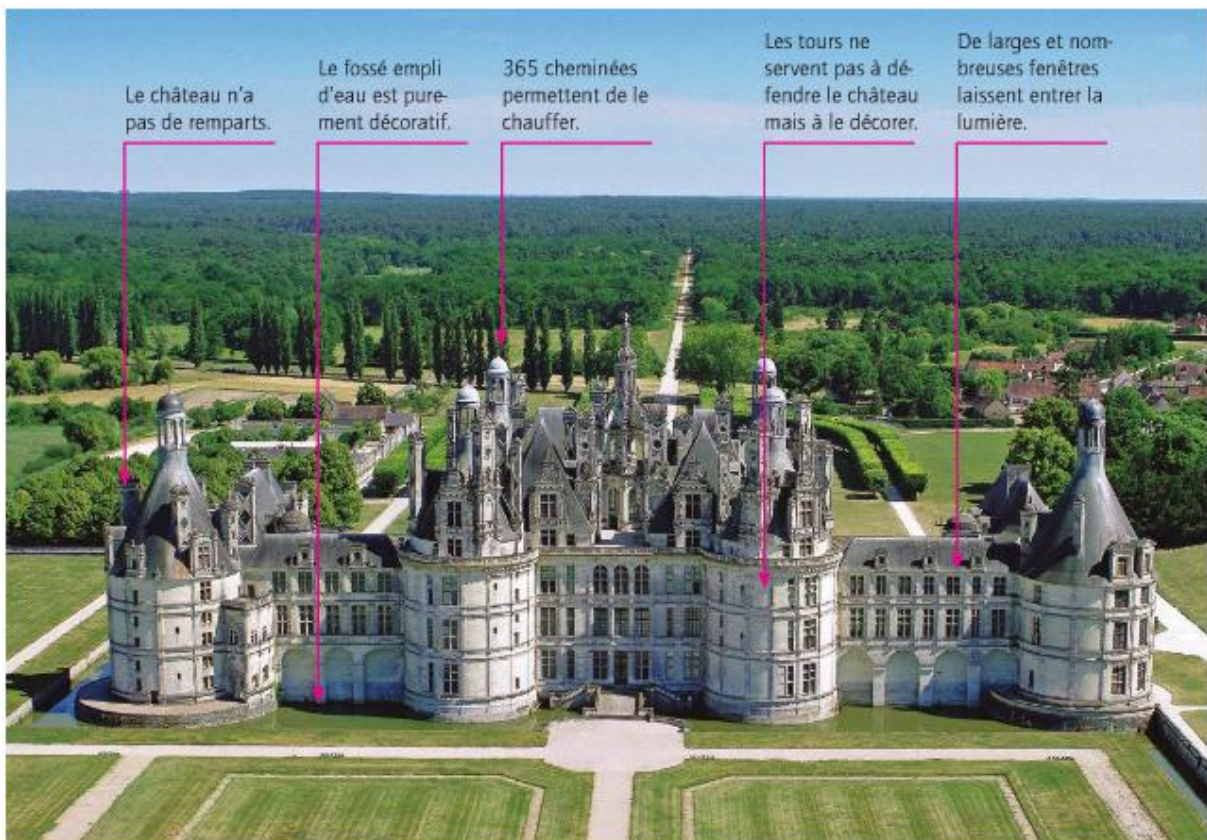 Le château n'a
pas de remparts.
Le fossé empli
d'eau est pure-
ment décoratif.
365 cheminées
permettent de le
chauffer.
Les tours ne
servent pas à dé-
fendre le château
mais à le décorer.
De larges et nom-
breuses fenêtres
laissent entrer la
lumière.